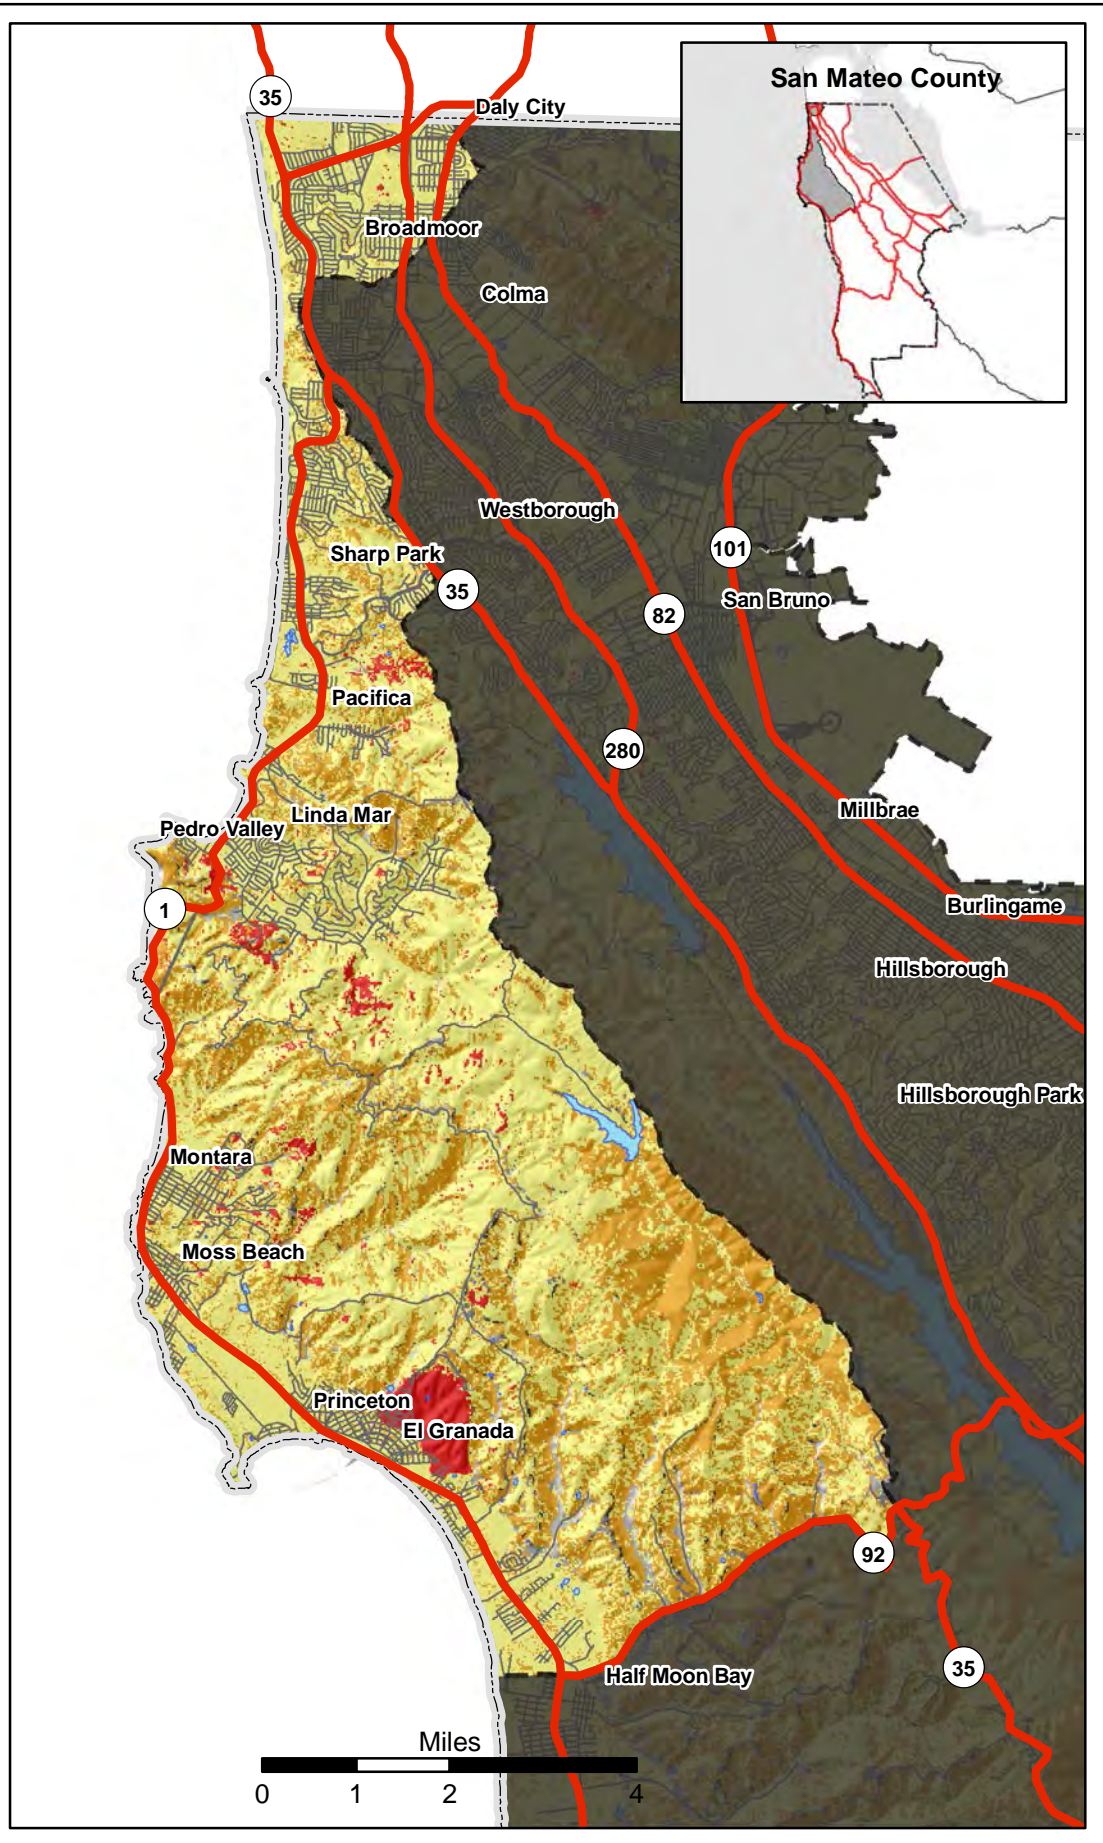 San Mateo County
35
Daly City
Broadmoor
Colma
Westborough
Sharp Park
101
35
San Bruno
82
Pacifica
280
Millbrae
Linda Mar
Pedro Valley
Burlingame
1
Hillsborough
Hillsborough Park
Montara
Moss Beach
Princeton
El Granada
92
35
Half Moon Bay
Miles
0 1 2 4